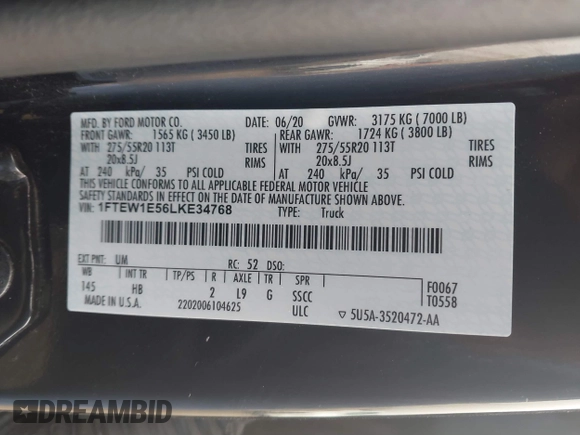 MFD. BY FORD MOTOR CO. DATE: 06/20 GVWR: 3175 KG (7000 LB)
FRONT GAWR: 1565 KG (3450 LB) REAR GAWR: 1724 KG (3800 LB)
WITH 275/55R20 113T TIRES WITH 275/55R20 113T TIRES
20x8.5J RIMS 20x8.5J RIMS
AT 240 kPa/ 35 PSI COLD AT 240 kPa/ 35 PSI COLD
THIS VEHICLE CONFORMS TO ALL APPLICABLE FEDERAL MOTOR VEHICLE
SAFETY STANDARDS IN EFFECT ON THE DATE OF MANUFACTURE SHOWN ABOVE.
VIN: 1FTEW1E56LKE34768 TYPE: Truck
EXT PNT: UM RC: 52 DSO:
WB INT TR TP/PS R AXLE TR SPR F0067
145 HB 2 L9 G SSCC T0558
MADE IN U.S.A. 2202006104625 ULC ▽ 5U5A-3520472-AA
DREAMBID